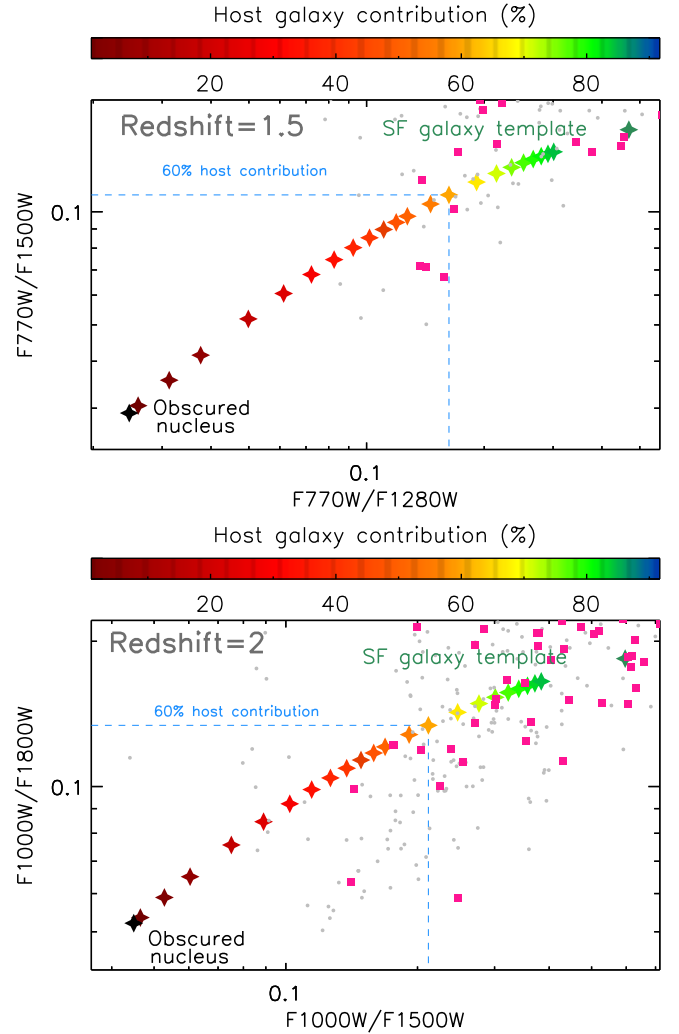 Host galaxy contribution (%)
20 40 60 80
Redshift=1.5
SF galaxy template
60% host contribution
0.1
F770W/F1500W
Obscured
nucleus
0.1
F770W/F1280W
Host galaxy contribution (%)
20 40 60 80
Redshift=2
SF galaxy template
60% host contribution
0.1
F1000W/F1800W
Obscured
nucleus
0.1
F1000W/F1500W